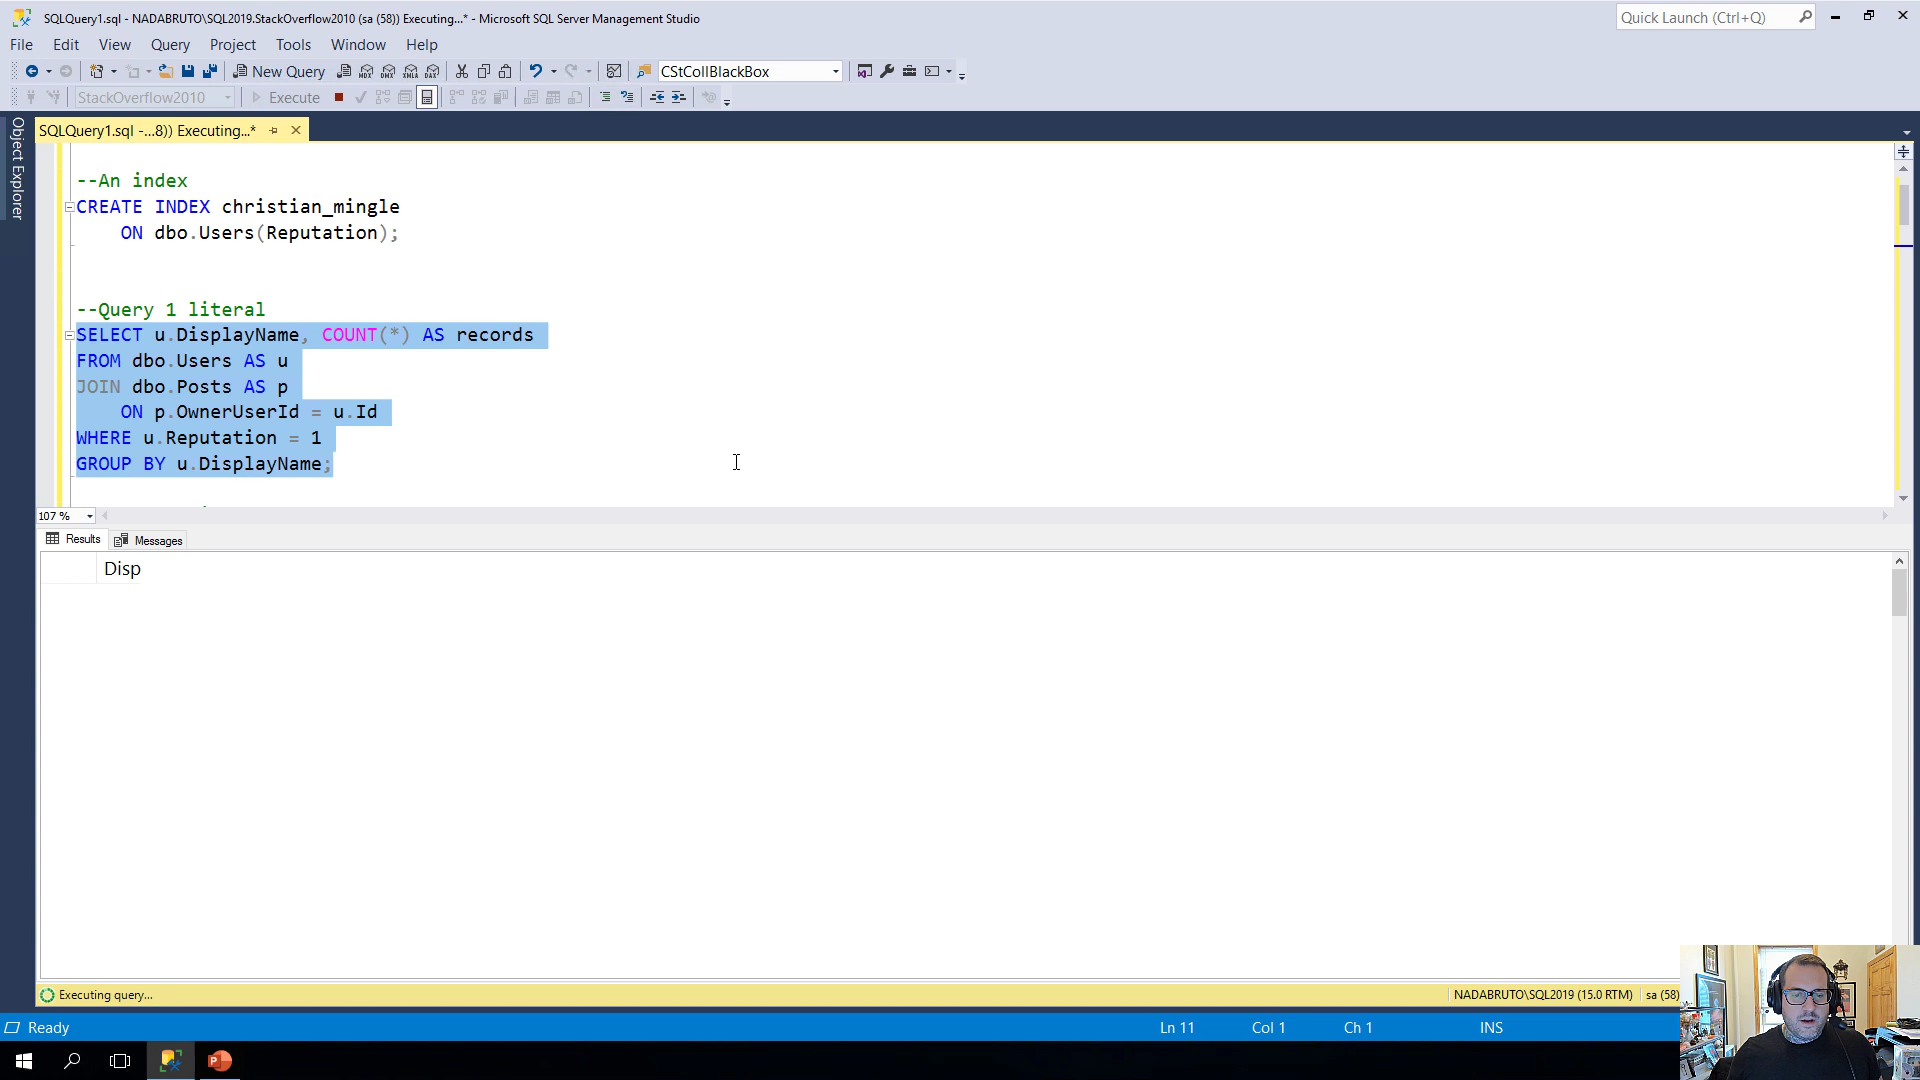 SQLQuery1.sql - NADABRUTO\SQL2019.StackOverflow2010 (sa (58)) Executing...* - Microsoft SQL Server Management Studio
Quick Launch (Ctrl+Q)
File Edit View Query Project Tools Window Help
New Query
MDX DMX XMLA DAX
CStCollBlackBox
StackOverflow2010
Execute
Object Explorer
SQLQuery1.sql -...8)) Executing...*
--An index
CREATE INDEX christian_mingle
ON dbo.Users(Reputation);
--Query 1 literal
SELECT u.DisplayName, COUNT(*) AS records
FROM dbo.Users AS u
JOIN dbo.Posts AS p
ON p.OwnerUserId = u.Id
WHERE u.Reputation = 1
GROUP BY u.DisplayName;
107 %
Results Messages
Disp
Executing query...
NADABRUTO\SQL2019 (15.0 RTM)
sa (58)
Ready
Ln 11
Col 1
Ch 1
INS